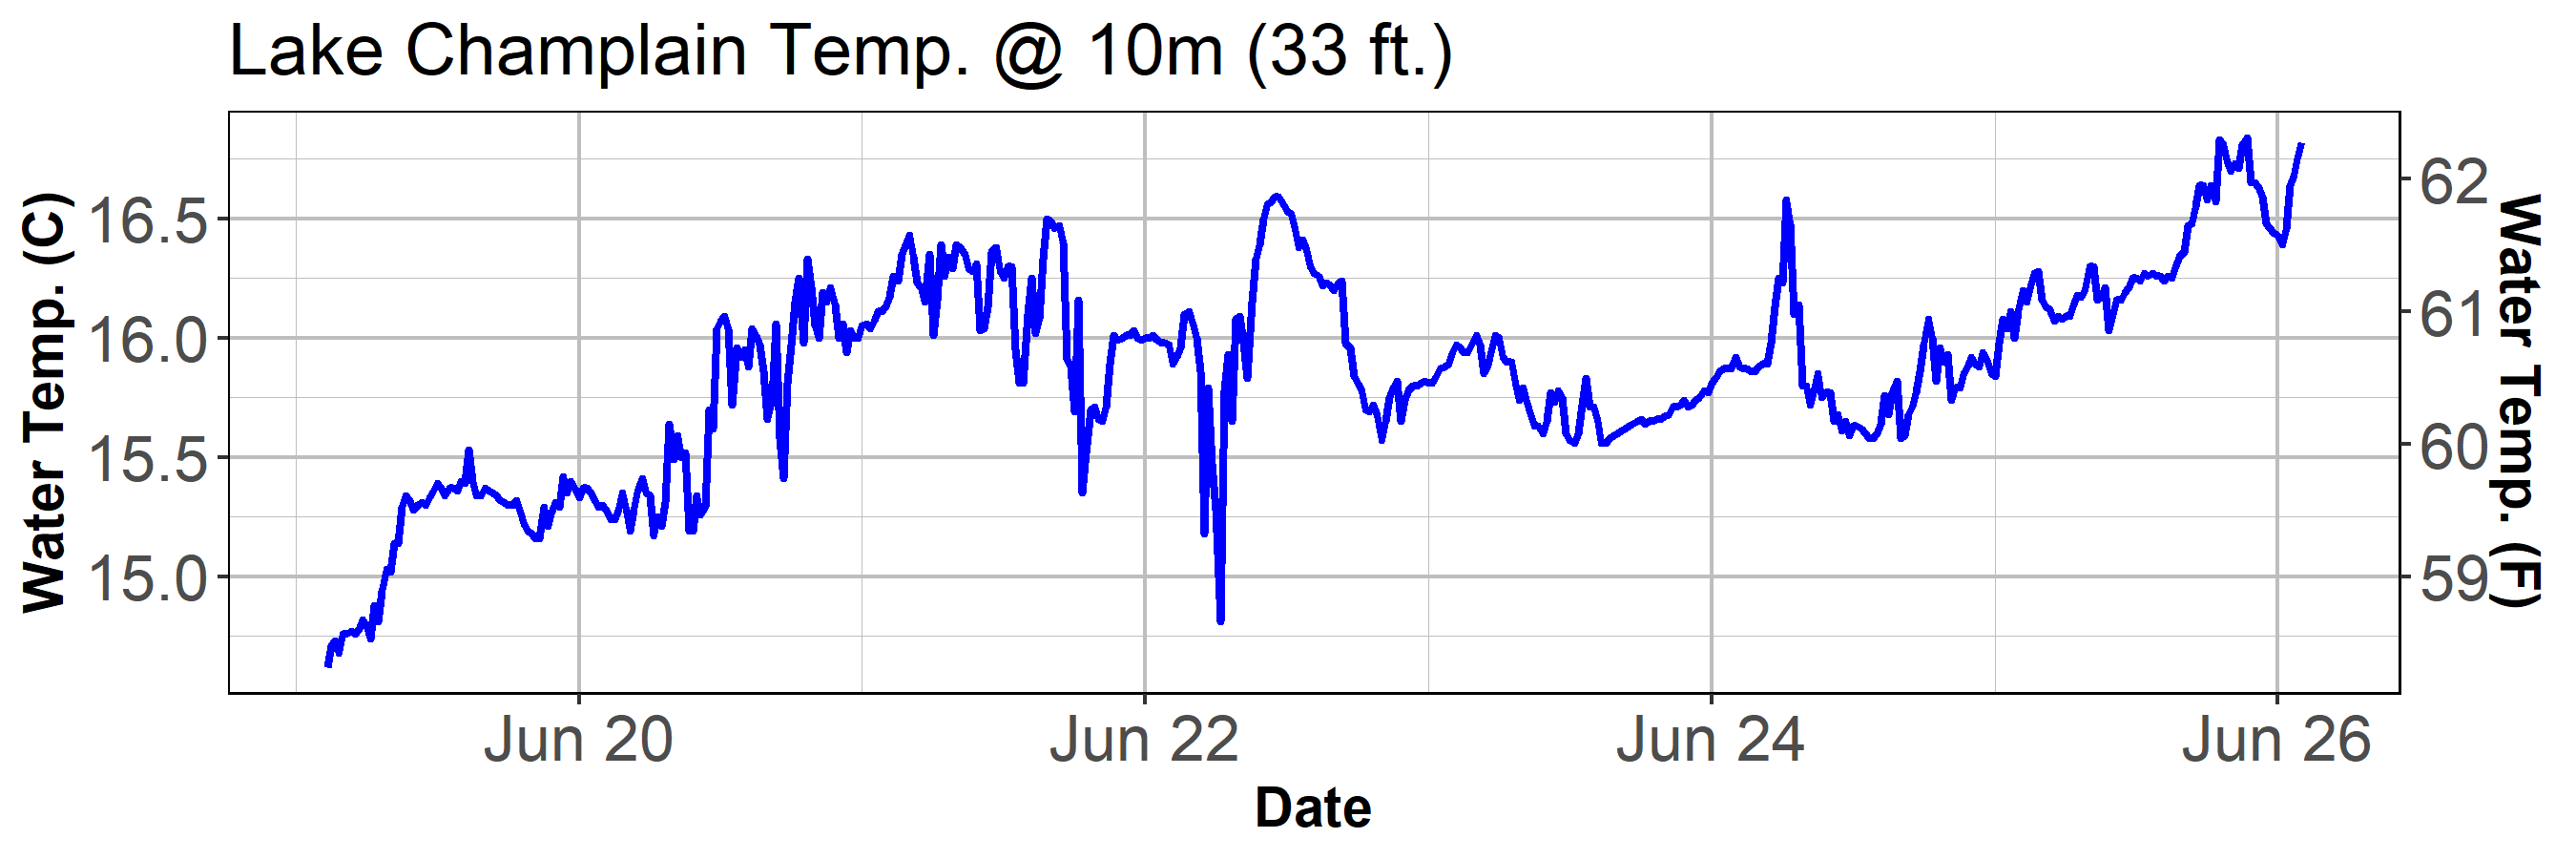 Lake Champlain Temp. @ 10m (33 ft.)
Water Temp. (C)
16.5
16.0
15.5
15.0
62
61
60
59
Water Temp. (F)
Jun 20 Jun 22 Jun 24 Jun 26
Date